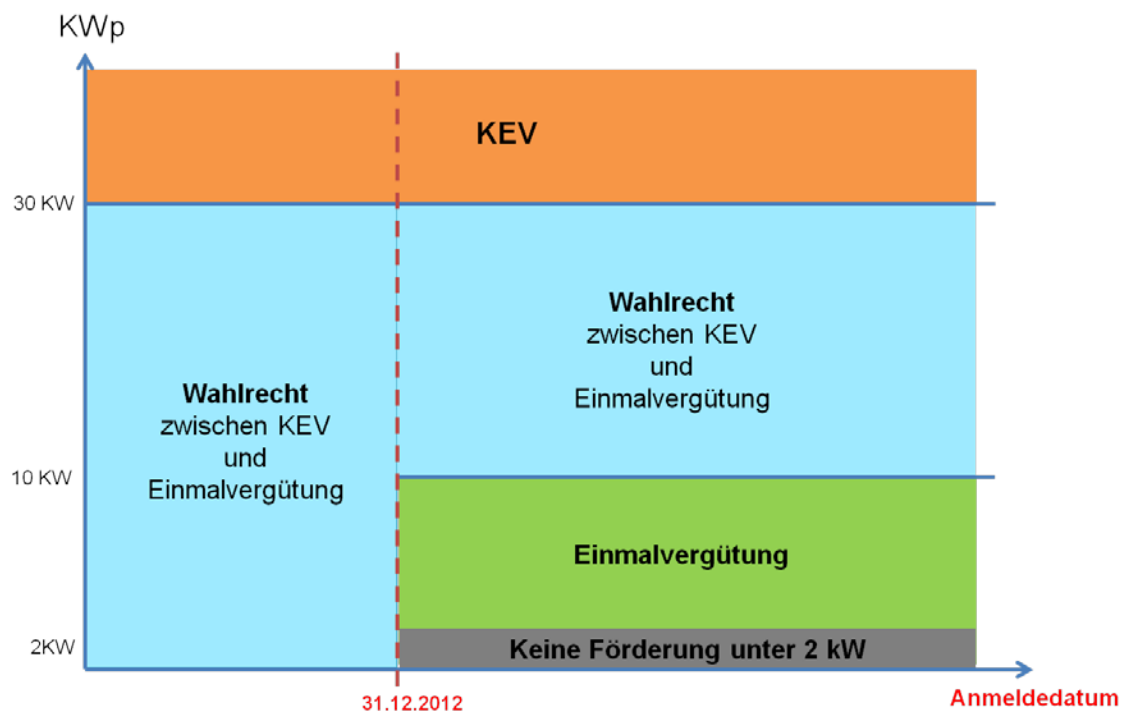 KWp
KEV
30 KW
Wahlrecht
zwischen KEV
und
Einmalvergütung
Wahlrecht
zwischen KEV
und
Einmalvergütung
10 KW
Einmalvergütung
2KW
Keine Förderung unter 2 kW
31.12.2012
Anmeldedatum